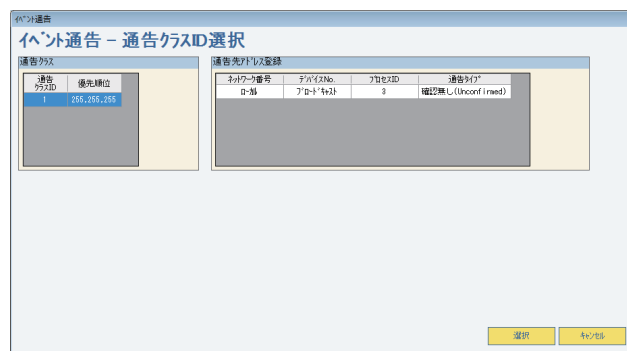 イベント通告
イベント通告 － 通告クラスID選択
通告クラス
通告先アドレス登録
通告
クラスID
優先順位
1
255,255,255
ネットワーク番号 デバイスNo. プロセスID 通告タイプ
ローカル ブロードキャスト 3 確認無し(Unconfirmed)
選択
キャンセル